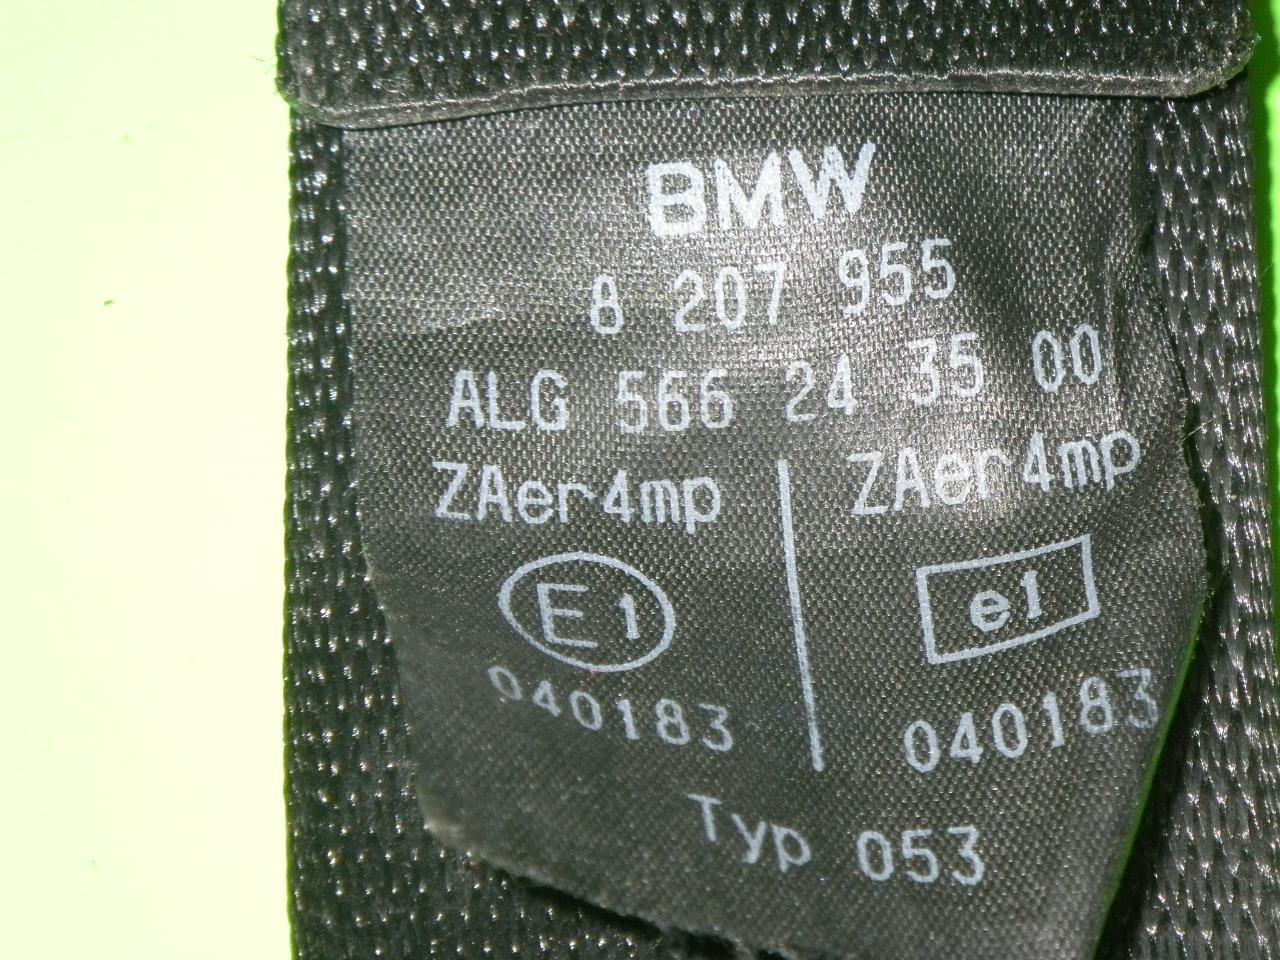 BMW
8 207 955
ALG 566 24 35 00
ZAer4mp ZAer4mp
E1 e1
040183 040183
Typ 053